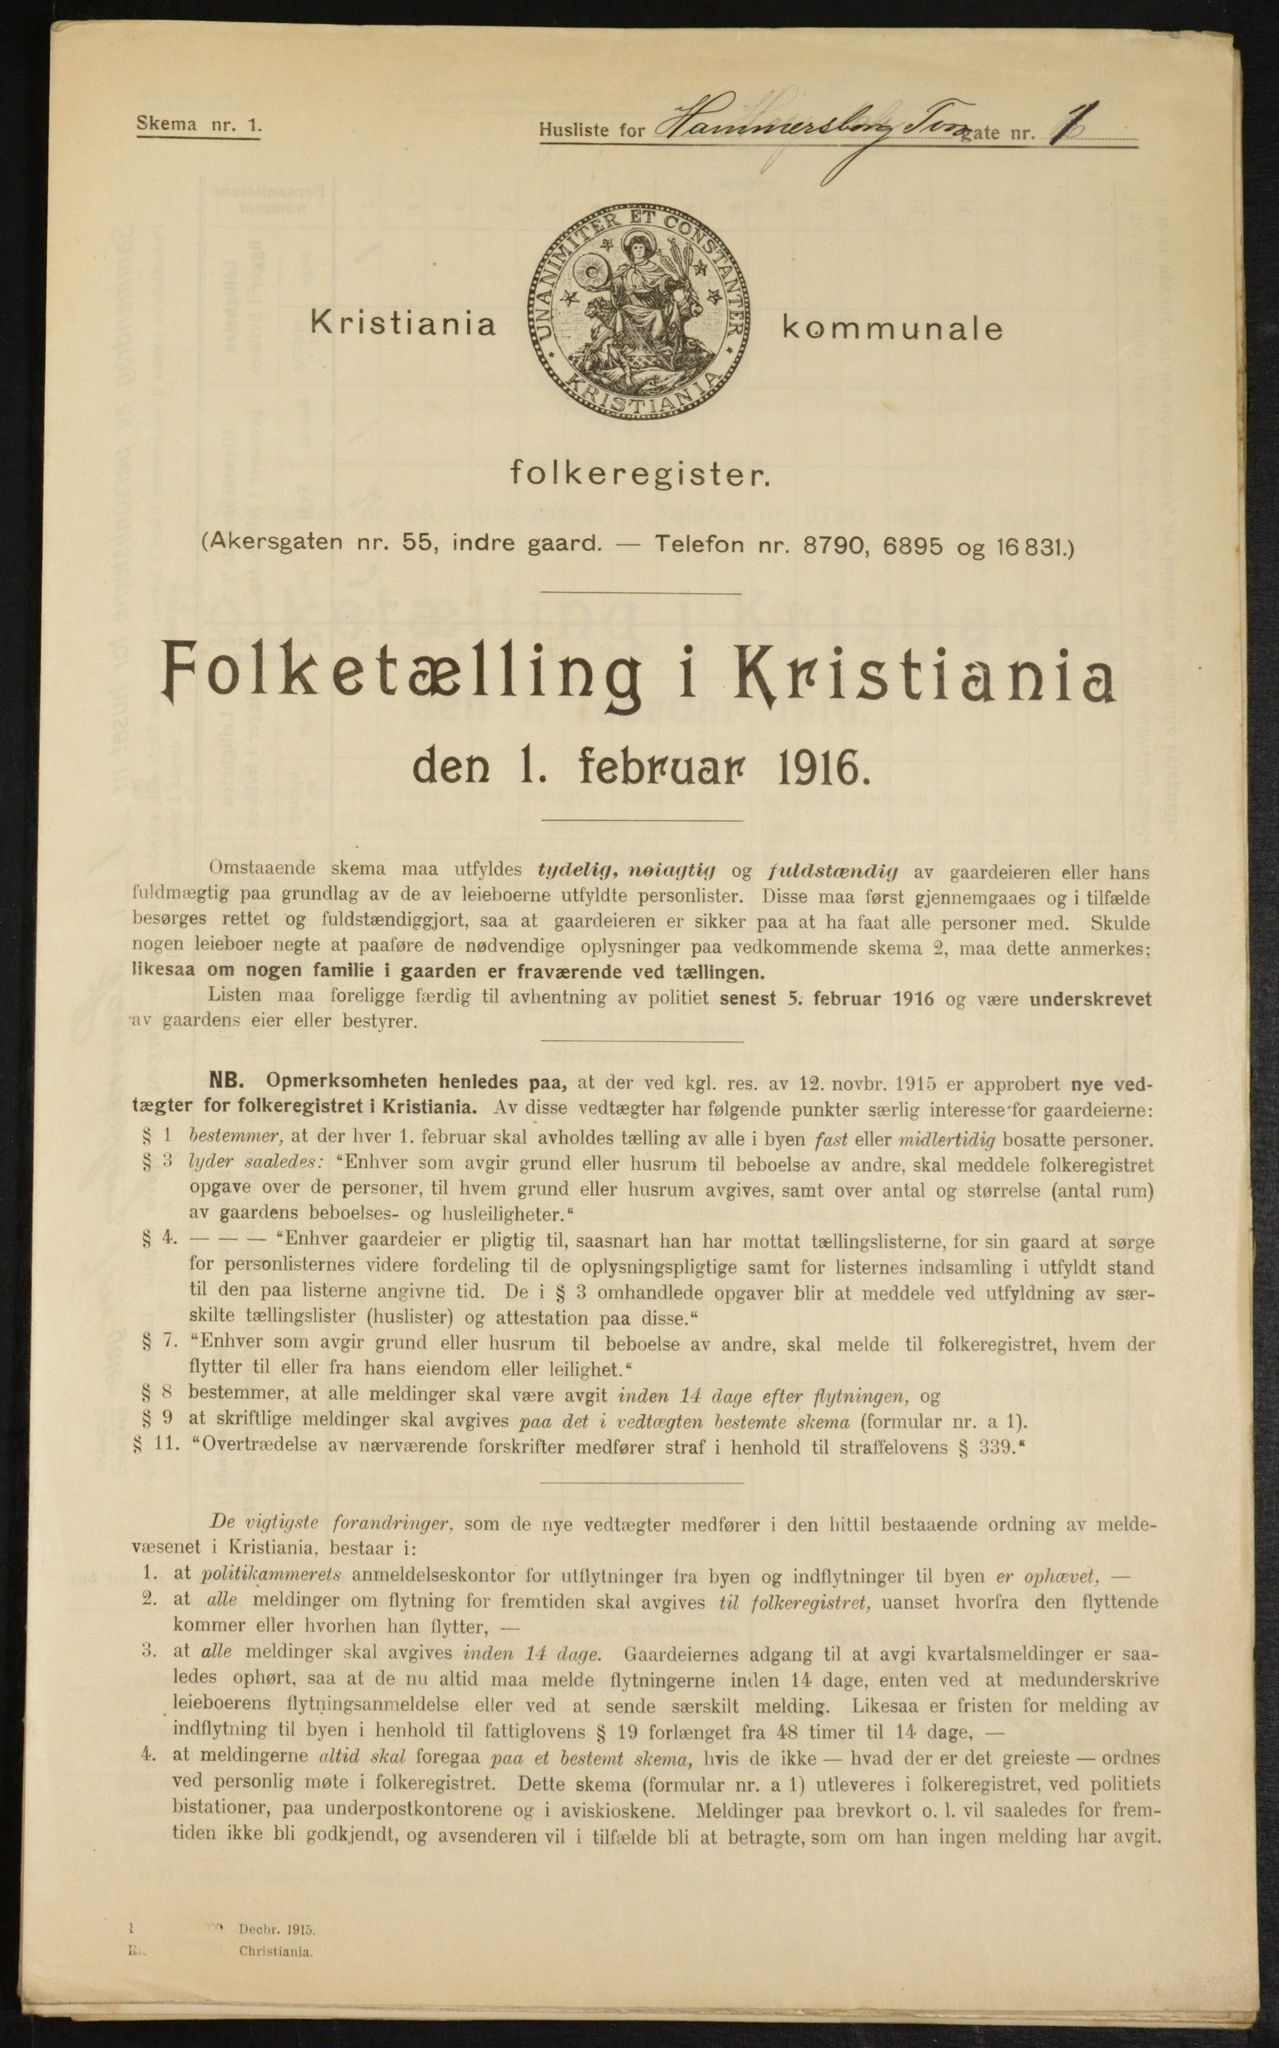 Skema nr. 1.
Husliste for Hammersborg Torv gate nr. 1
UNANIMITER ET CONSTANTER
KRISTIANIA
Kristiania kommunale
folkeregister.
(Akersgaten nr. 55, indre gaard. — Telefon nr. 8790, 6895 og 16 831.)
Folketælling i Kristiania
den 1. februar 1916.
Omstaaende skema maa utfyldes tydelig, nøiagtig og fuldstændig av gaardeieren eller hans
fuldmægtig paa grundlag av de av leieboerne utfyldte personlister. Disse maa først gjennemgaaes og i tilfælde
besørges rettet og fuldstændiggjort, saa at gaardeieren er sikker paa at ha faat alle personer med. Skulde
nogen leieboer negte at paaføre de nødvendige oplysninger paa vedkommende skema 2, maa dette anmerkes;
likesaa om nogen familie i gaarden er fraværende ved tællingen.
Listen maa foreligge færdig til avhentning av politiet senest 5. februar 1916 og være underskrevet
av gaardens eier eller bestyrer.
NB. Opmerksomheten henledes paa, at der ved kgl. res. av 12. novbr. 1915 er approbert nye ved-
tægter for folkeregistret i Kristiania. Av disse vedtægter har følgende punkter særlig interesse for gaardeierne:
§ 1 bestemmer, at der hver 1. februar skal avholdes tælling av alle i byen fast eller midlertidig bosatte personer.
§ 3 lyder saaledes: "Enhver som avgir grund eller husrum til beboelse av andre, skal meddele folkeregistret
opgave over de personer, til hvem grund eller husrum avgives, samt over antal og størrelse (antal rum)
av gaardens beboelses- og husleiligheter."
§ 4. — — — "Enhver gaardeier er pligtig til, saasnart han har mottat tællingslisterne, for sin gaard at sørge
for personlisternes videre fordeling til de oplysningspligtige samt for listernes indsamling i utfyldt stand
til den paa listerne angivne tid. De i § 3 omhandlede opgaver blir at meddele ved utfyldning av sær-
skilte tællingslister (huslister) og attestation paa disse."
§ 7. "Enhver som avgir grund eller husrum til beboelse av andre, skal melde til folkeregistret, hvem der
flytter til eller fra hans eiendom eller leilighet."
§ 8 bestemmer, at alle meldinger skal være avgit inden 14 dage efter flytningen, og
§ 9 at skriftlige meldinger skal avgives paa det i vedtægten bestemte skema (formular nr. a 1).
§ 11. "Overtrædelse av nærværende forskrifter medfører straf i henhold til straffelovens § 339."
De vigtigste forandringer, som de nye vedtægter medfører i den hittil bestaaende ordning av melde-
væsenet i Kristiania, bestaar i:
1. at politikammerets anmeldelseskontor for utflytninger fra byen og indflytninger til byen er ophævet, —
2. at alle meldinger om flytning for fremtiden skal avgives til folkeregistret, uanset hvorfra den flyttende
kommer eller hvorhen han flytter, —
3. at alle meldinger skal avgives inden 14 dage. Gaardeiernes adgang til at avgi kvartalsmeldinger er saa-
ledes ophørt, saa at de nu altid maa melde flytningerne inden 14 dage, enten ved at medunderskrive
leieboerens flytningsanmeldelse eller ved at sende særskilt melding. Likesaa er fristen for melding av
indflytning til byen i henhold til fattiglovens § 19 forlænget fra 48 timer til 14 dage, —
4. at meldingerne altid skal foregaa paa et bestemt skema, hvis de ikke — hvad der er det greieste — ordnes
ved personlig møte i folkeregistret. Dette skema (formular nr. a 1) utleveres i folkeregistret, ved politiets
bistationer, paa underpostkontorene og i aviskioskene. Meldinger paa brevkort o. l. vil saaledes for frem-
tiden ikke bli godkjendt, og avsenderen vil i tilfælde bli at betragte, som om han ingen melding har avgit.
1 Decbr. 1915.
Christiania.